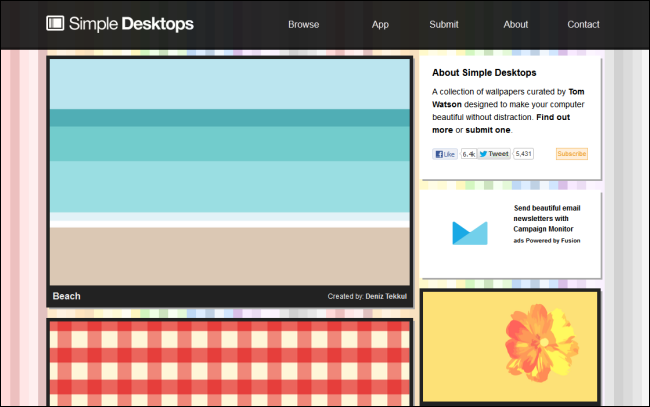 Simple Desktops
Browse
App
Submit
About
Contact
About Simple Desktops
A collection of wallpapers curated by Tom
Watson designed to make your computer
beautiful without distraction. Find out
more or submit one.
Like 6.4k Tweet 5,431 Subscribe
Send beautiful email
newsletters with
Campaign Monitor
ads Powered by Fusion
Beach
Created by: Deniz Tekkul